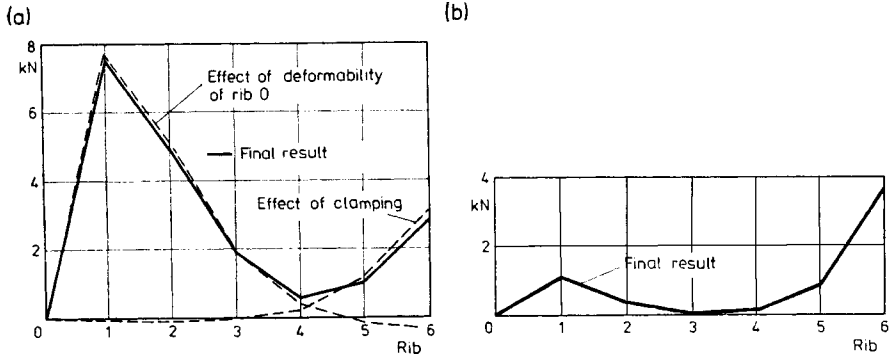 (a)
8
kN
6
4
2
0
1
2
3
4
5
6
Rib
Effect of deformability
of rib 0
Final result
Effect of clamping
(b)
4
kN
2
0
1
2
3
4
5
6
Rib
Final result